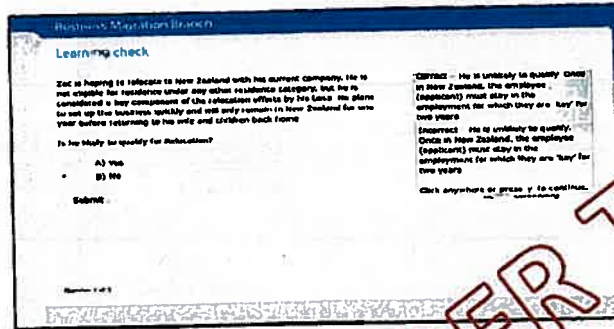 Business Migration Branch
Learning check
Zac is hoping to relocate to New Zealand with his current company. He is
not eligible for residence under any other residence category, but he is
considered a key component of the relocation efforts by his boss. He plans
to set up the business quickly and will only remain in New Zealand for one
year before returning to his wife and children back home
Is he likely to qualify for Relocation?
A) Yes
B) No
Submit
Correct - He is unlikely to qualify. Once
in New Zealand, the employee
(applicant) must stay in the
employment for which they are 'key' for
two years
Incorrect - He is unlikely to qualify.
Once in New Zealand, the employee
(applicant) must stay in the
employment for which they are 'key' for
two years
Click anywhere or press y to continue.
ER T